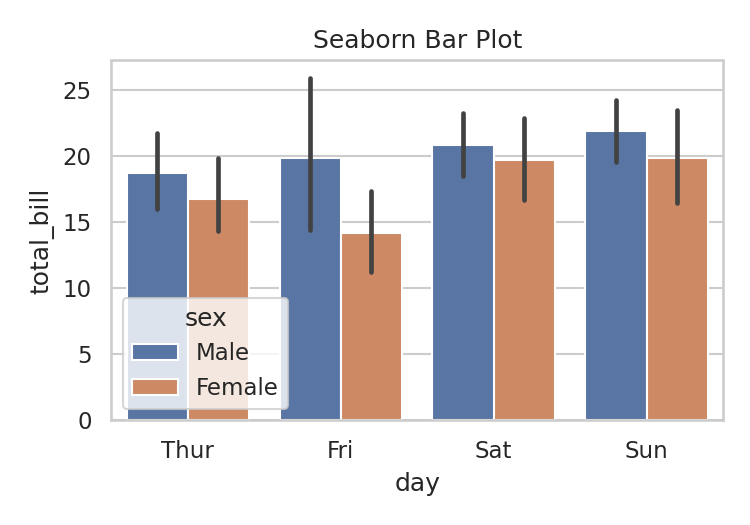 Seaborn Bar Plot
total_bill
25
20
15
10
5
0
sex
Male
Female
Thur Fri Sat Sun
day